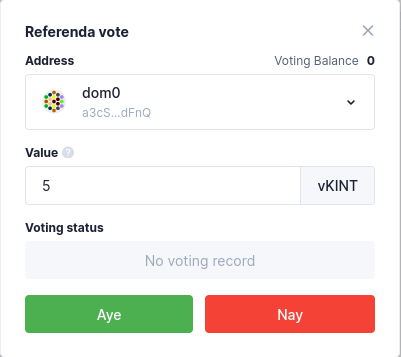 Referenda vote
Address
Voting Balance 0
dom0
a3cS...dFnQ
Value ?
5
vKINT
Voting status
No voting record
Aye
Nay